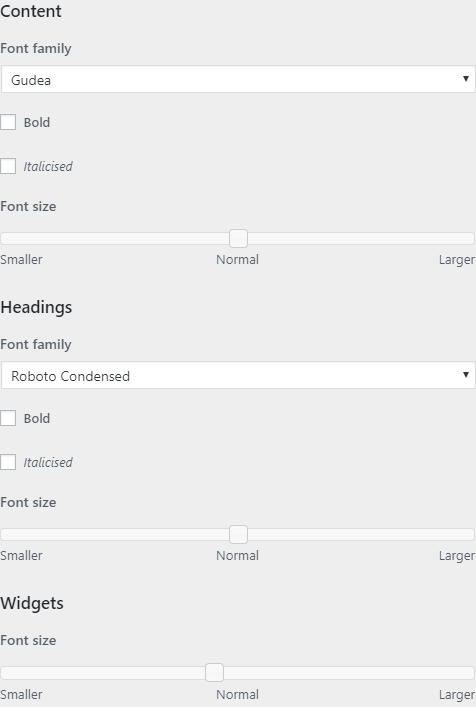 Content
Font family
Gudea
Bold
Italicised
Font size
Smaller Normal Larger
Headings
Font family
Roboto Condensed
Bold
Italicised
Font size
Smaller Normal Larger
Widgets
Font size
Smaller Normal Larger